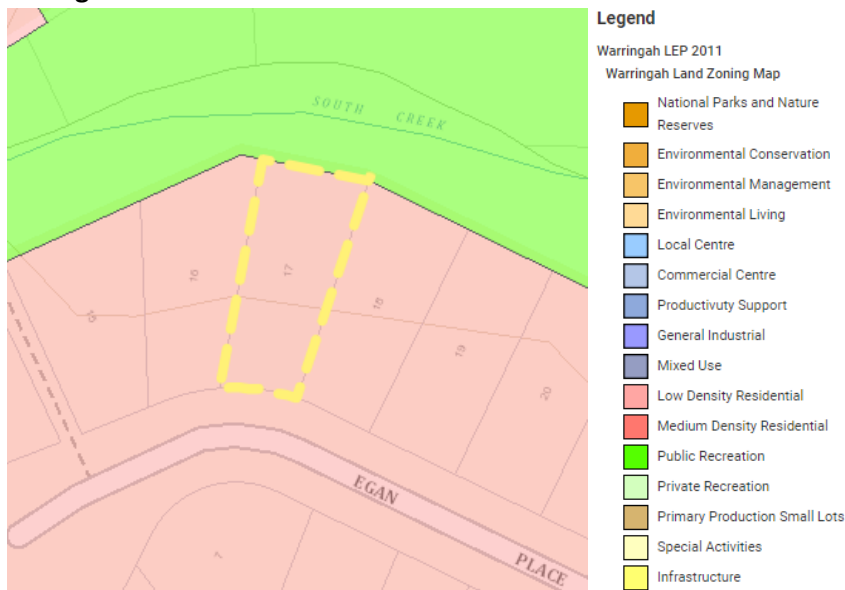 Legend
Warringah LEP 2011
Warringah Land Zoning Map
National Parks and Nature
Reserves
Environmental Conservation
Environmental Management
Environmental Living
Local Centre
Commercial Centre
Productivuty Support
General Industrial
Mixed Use
Low Density Residential
Medium Density Residential
Public Recreation
Private Recreation
Primary Production Small Lots
Special Activities
Infrastructure
SOUTH CREEK
15
16
17
18
19
20
7
EGAN PLACE